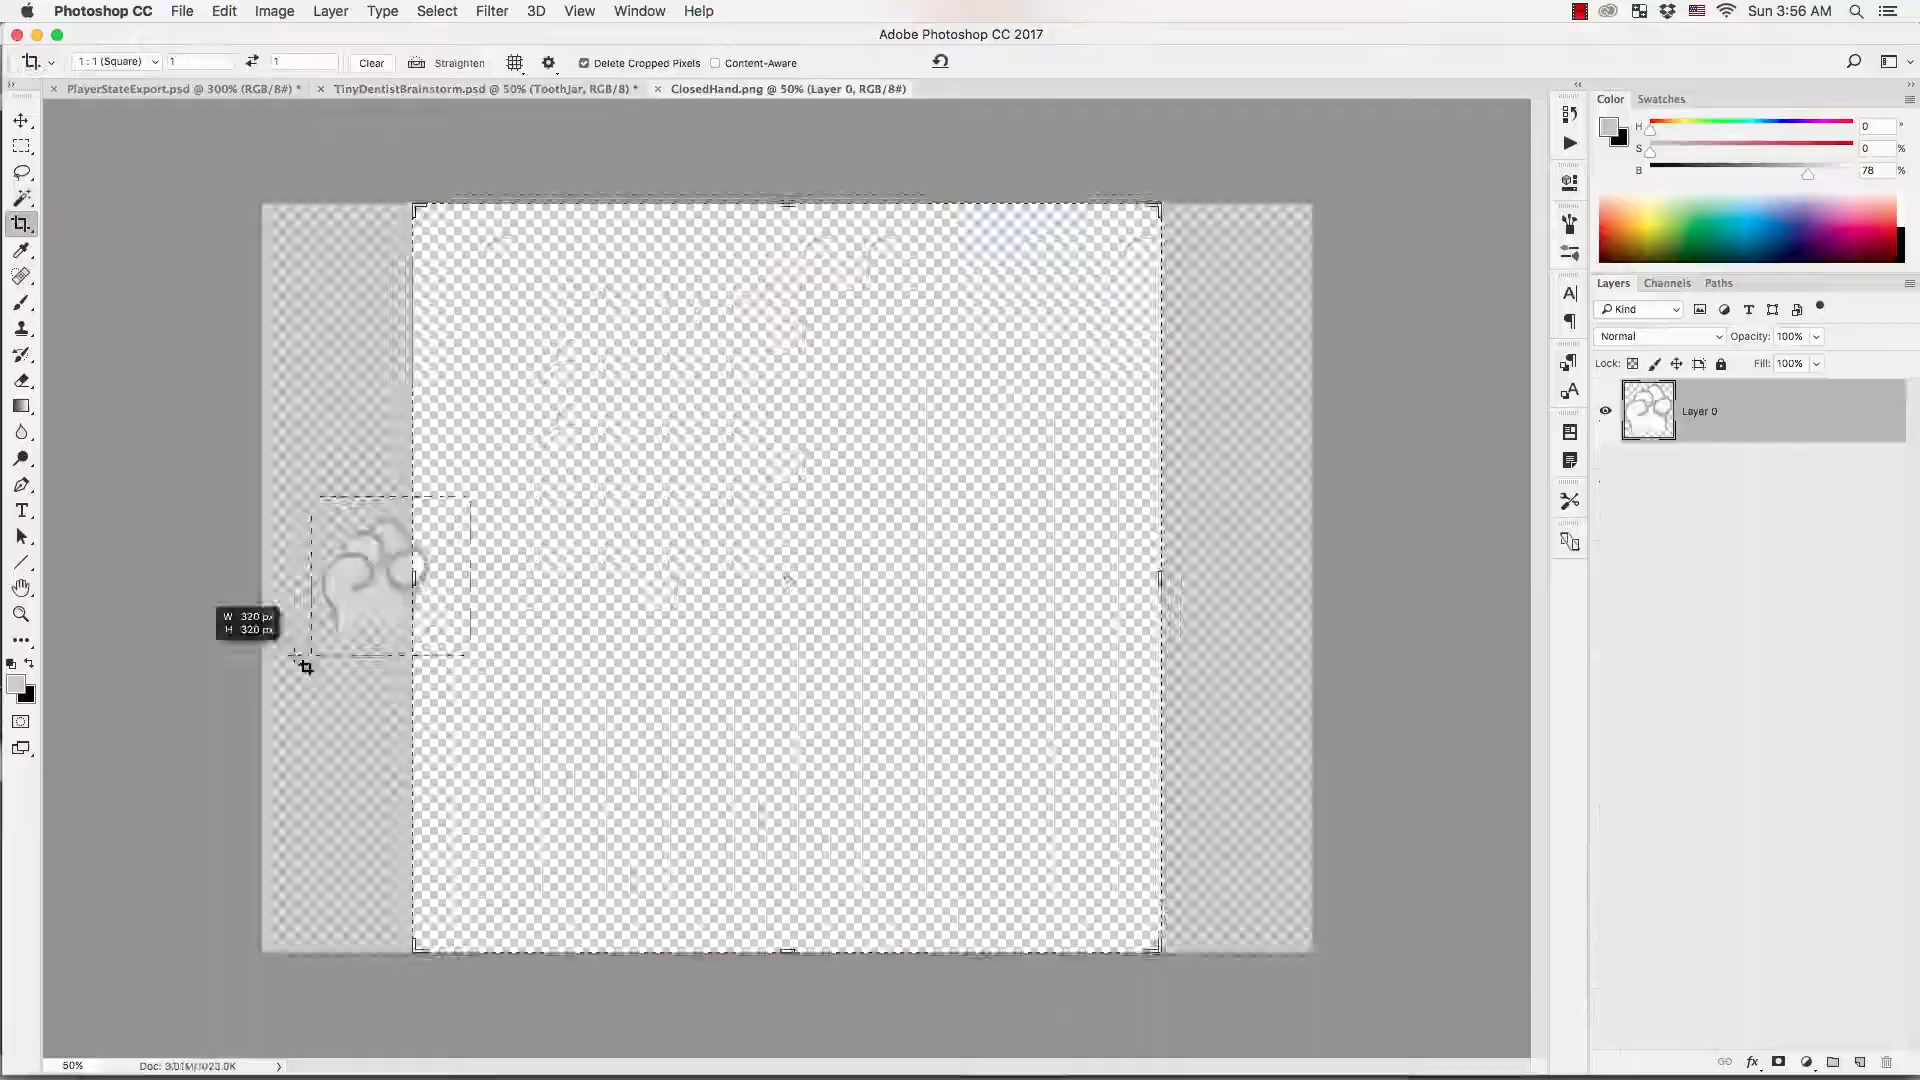 Photoshop CC File Edit Image Layer Type Select Filter 3D View Window Help Sun 3:56 AM
Adobe Photoshop CC 2017
1 : 1 (Square) 1 1 Clear Straighten Delete Cropped Pixels Content-Aware
PlayerStateExport.psd @ 300% (RGB/8#) * TinyDentistBrainstorm.psd @ 50% (ToothJar, RGB/8) * ClosedHand.png @ 50% (Layer 0, RGB/8#)
Color Swatches
H 0 °
S 0 %
B 78 %
Layers Channels Paths
Kind
Normal Opacity: 100%
Lock: Fill: 100%
Layer 0
W 320 px
H 320 px
50% Doc: